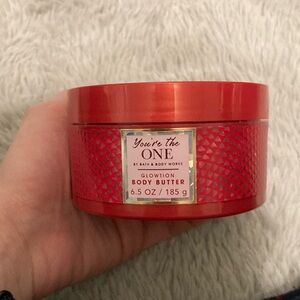 You're the
ONE
BY BATH & BODY WORKS
GLOWTION
BODY BUTTER
6.5 OZ / 185 g